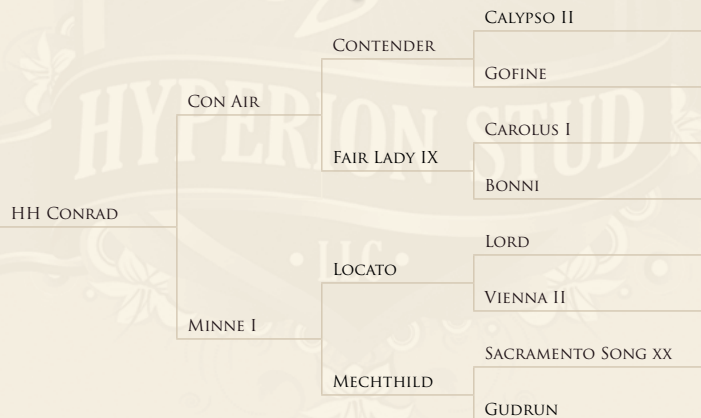 Calypso II
Contender
Gofine
Con Air
Carolus I
Fair Lady IX
Bonni
HH Conrad
Lord
Locato
Vienna II
Minne I
Sacramento Song xx
Mechthild
Gudrun
HYPERION STUD
• LLC •